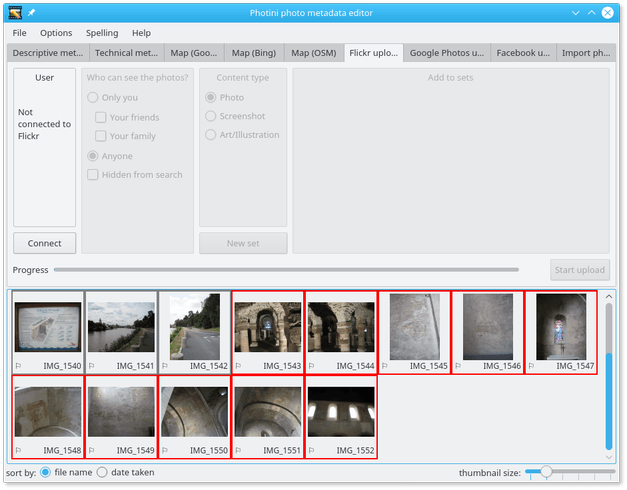 Photini photo metadata editor
File Options Spelling Help
Descriptive met... Technical met... Map (Goo... Map (Bing) Map (OSM) Flickr uplo... Google Photos u... Facebook u... Import ph...
User Who can see the photos? Content type Add to sets
Not
connected to
Flickr
Only you
Your friends
Your family
Anyone
Hidden from search
Photo
Screenshot
Art/Illustration
Connect New set
Progress Start upload
IMG_1540 IMG_1541 IMG_1542 IMG_1543 IMG_1544 IMG_1545 IMG_1546 IMG_1547
IMG_1548 IMG_1549 IMG_1550 IMG_1551 IMG_1552
sort by: file name date taken thumbnail size: